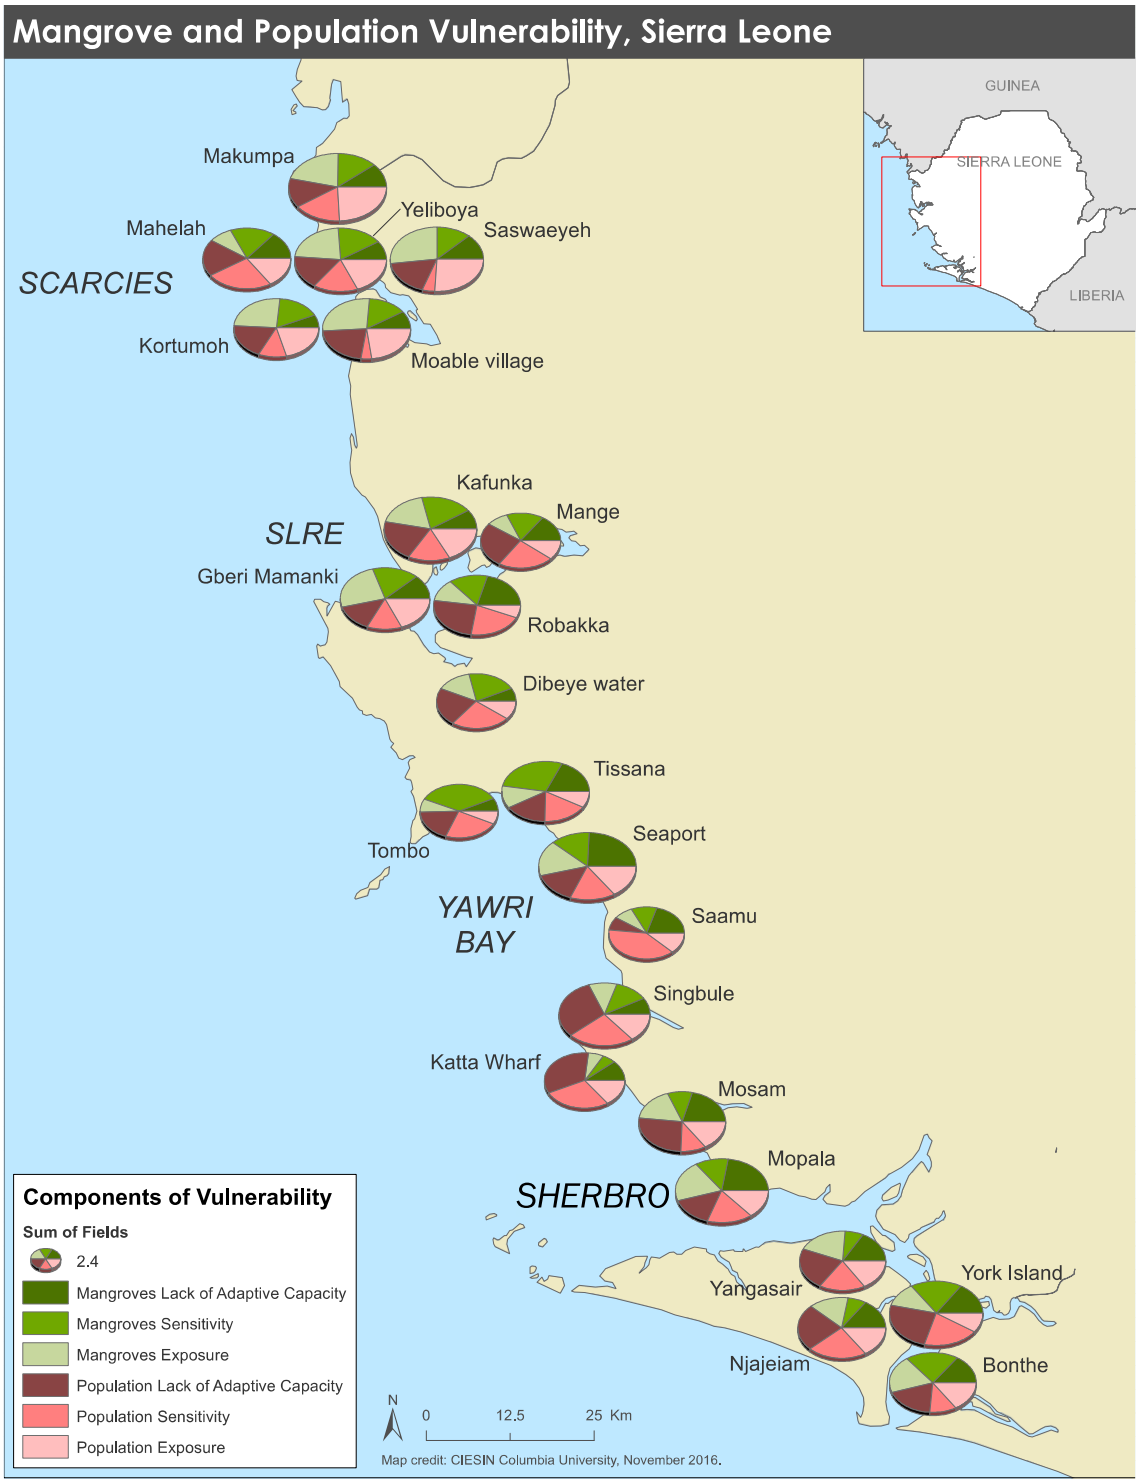 Mangrove and Population Vulnerability, Sierra Leone
GUINEA
SIERRA LEONE
LIBERIA
Makumpa
Yeliboya
Mahelah
Saswaeyeh
SCARCIES
Kortumoh
Moable village
Kafunka
Mange
SLRE
Gberi Mamanki
Robakka
Dibeye water
Tissana
Tombo
Seaport
YAWRI
BAY
Saamu
Singbule
Katta Wharf
Mosam
Mopala
SHERBRO
Yangasair
York Island
Njajeiam
Bonthe
Components of Vulnerability
Sum of Fields
2.4
Mangroves Lack of Adaptive Capacity
Mangroves Sensitivity
Mangroves Exposure
Population Lack of Adaptive Capacity
Population Sensitivity
Population Exposure
N
0 12.5 25 Km
Map credit: CIESIN Columbia University, November 2016.